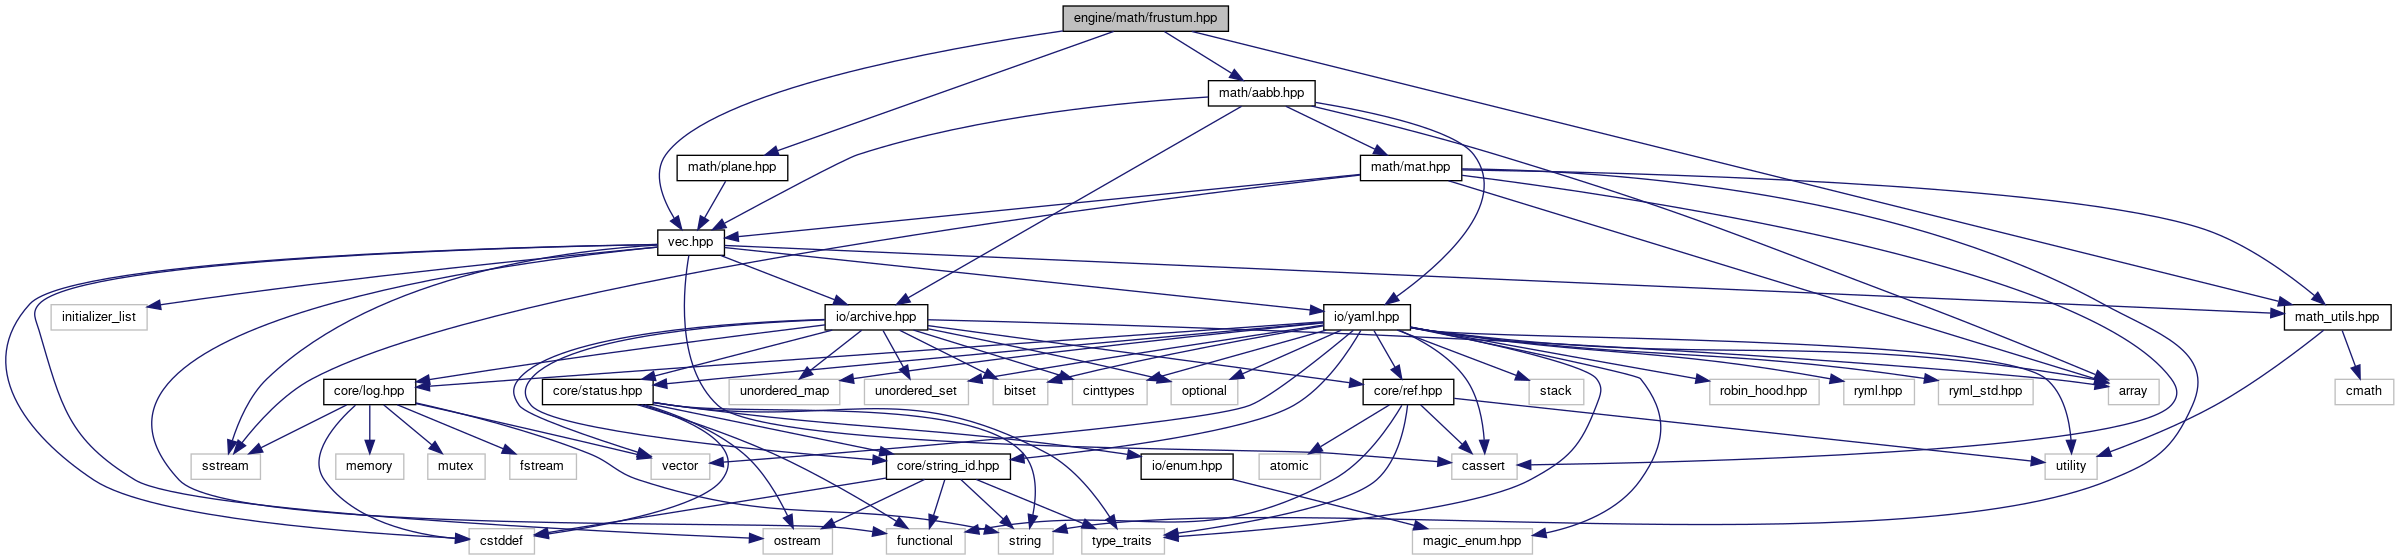 engine/math/frustum.hpp
math/aabb.hpp
math/plane.hpp
math/mat.hpp
vec.hpp
initializer_list
io/archive.hpp
io/yaml.hpp
math_utils.hpp
core/log.hpp
core/status.hpp
unordered_map
unordered_set
bitset
cinttypes
optional
core/ref.hpp
stack
robin_hood.hpp
ryml.hpp
ryml_std.hpp
array
cmath
sstream
memory
mutex
fstream
vector
core/string_id.hpp
io/enum.hpp
atomic
cassert
utility
cstddef
ostream
functional
string
type_traits
magic_enum.hpp